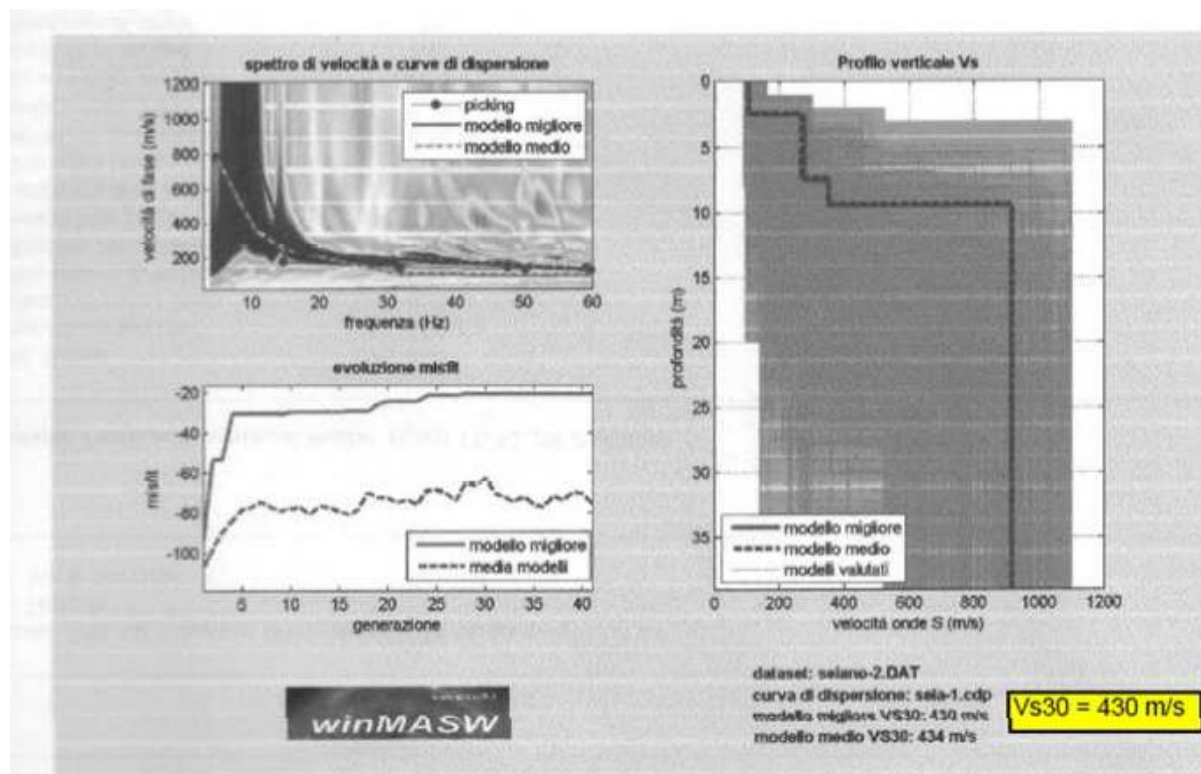 spettro di velocità e curve di dispersione
1200
1000
800
600
400
200
velocità di fase (m/s)
picking
modello migliore
modello medio
10 20 30 40 50 60
frequenza (Hz)
evoluzione misfit
-20
-40
-60
-80
-100
misfit
modello migliore
media modelli
5 10 15 20 25 30 35 40
generazione
winMASW
Profilo verticale Vs
0
5
10
15
20
25
30
35
profondità (m)
modello migliore
modello medio
modelli valutati
0 200 400 600 800 1000 1200
velocità onde S (m/s)
dataset: selano-2.DAT
curva di dispersione: sela-1.cdp
modello migliore VS30: 430 m/s
modello medio VS30: 434 m/s
Vs30 = 430 m/s